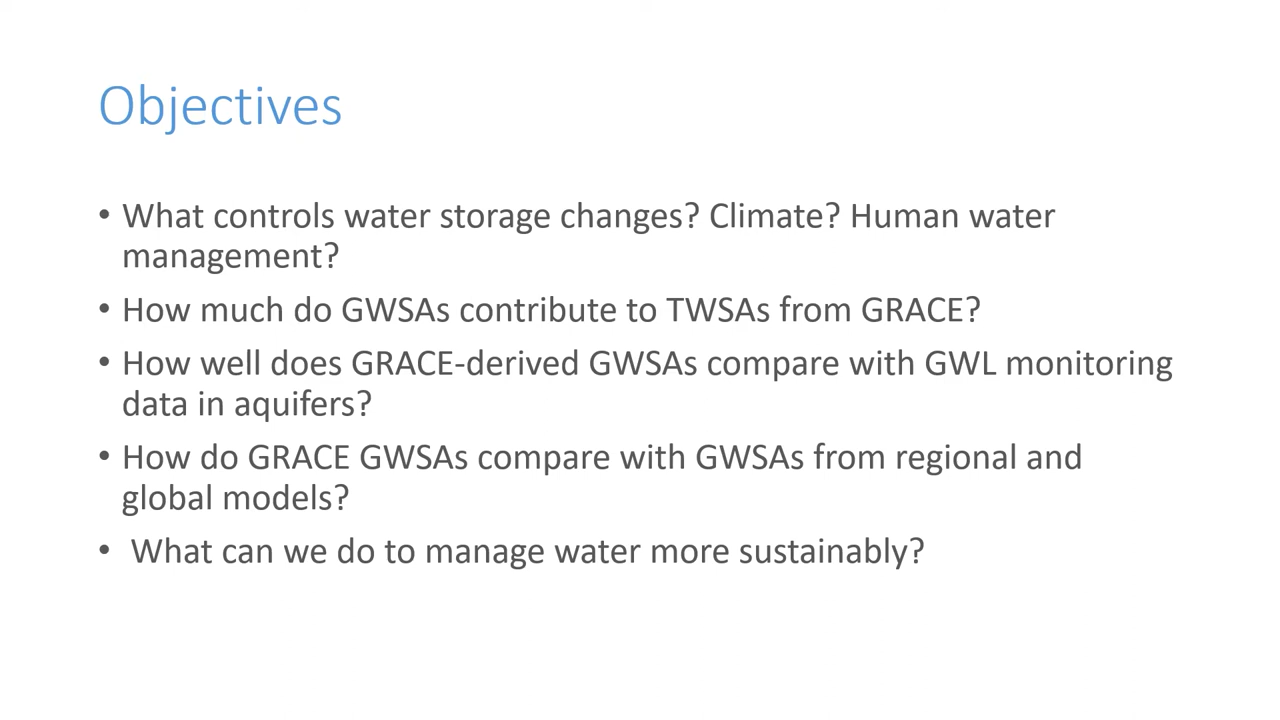 Objectives
• What controls water storage changes? Climate? Human water
management?
• How much do GWSAs contribute to TWSAs from GRACE?
• How well does GRACE-derived GWSAs compare with GWL monitoring
data in aquifers?
• How do GRACE GWSAs compare with GWSAs from regional and
global models?
• What can we do to manage water more sustainably?